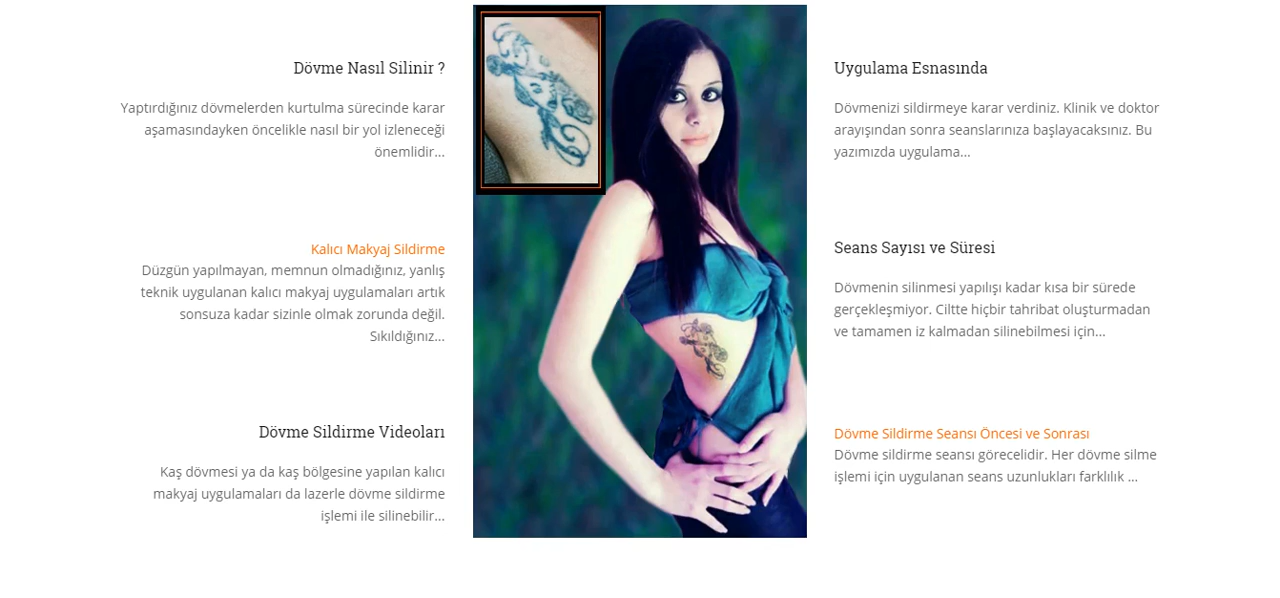 Dövme Nasıl Silinir ?
Yaptırdığınız dövmelerden kurtulma sürecinde karar
aşamasındayken öncelikle nasıl bir yol izleneceği
önemlidir...
Kalıcı Makyaj Sildirme
Düzgün yapılmayan, memnun olmadığınız, yanlış
teknik uygulanan kalıcı makyaj uygulamaları artık
sonsuza kadar sizinle olmak zorunda değil.
Sıkıldığınız...
Dövme Sildirme Videoları
Kaş dövmesi ya da kaş bölgesine yapılan kalıcı
makyaj uygulamaları da lazerle dövme sildirme
işlemi ile silinebilir...
Uygulama Esnasında
Dövmenizi sildirmeye karar verdiniz. Klinik ve doktor
arayışından sonra seanslarınıza başlayacaksınız. Bu
yazımızda uygulama...
Seans Sayısı ve Süresi
Dövmenin silinmesi yapılışı kadar kısa bir sürede
gerçekleşmiyor. Ciltte hiçbir tahribat oluşturmadan
ve tamamen iz kalmadan silinebilmesi için...
Dövme Sildirme Seansı Öncesi ve Sonrası
Dövme sildirme seansı görecelidir. Her dövme silme
işlemi için uygulanan seans uzunlukları farklılık ...